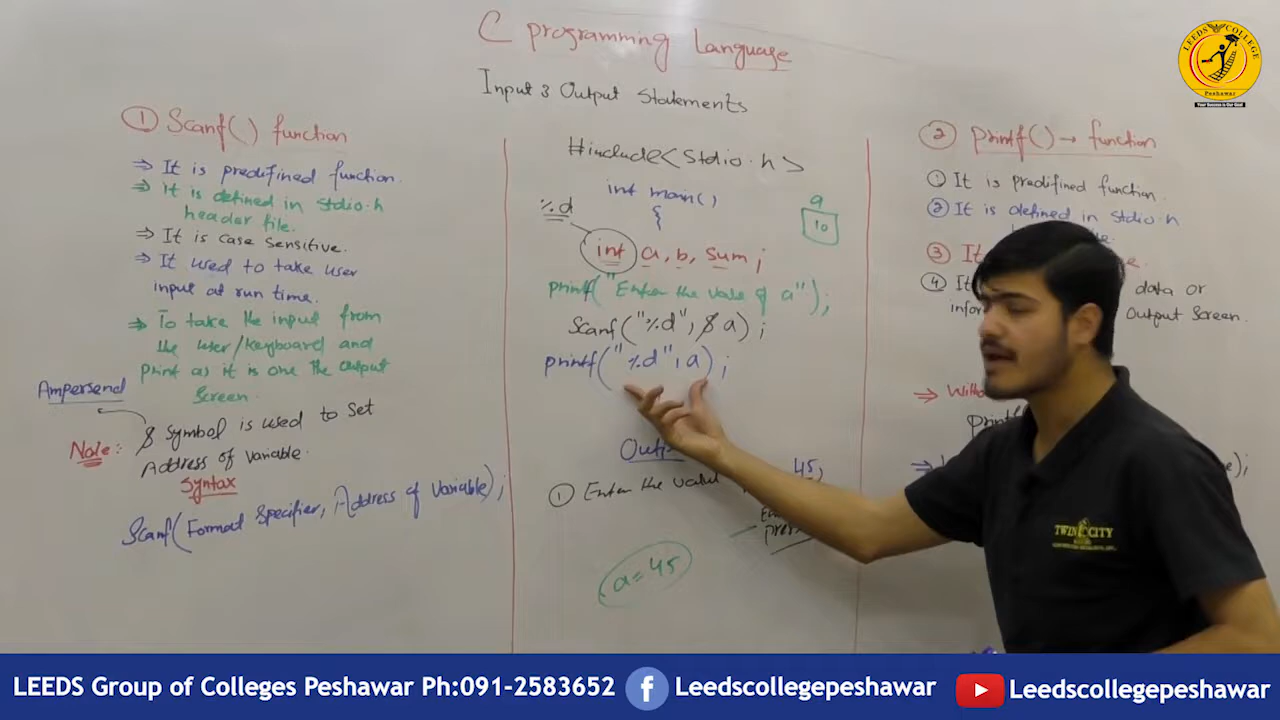 C programming Language
Input & Output Statements
① Scanf() function
⇒ It is predefined function.
⇒ it is defined in stdio.h
header file.
⇒ It is case sensitive.
⇒ It used to take user
input at run time.
⇒ To take the input from
the user/keyboard and
print as it is one the output
screen.
Ampersend
Note: & symbol is used to set
Address of variable.
Syntax
Scanf(Format Specifier, Address of variable);
#include<stdio.h>
int main()
{
%d
int a, b, sum;
a
10
printf("Enter the value of a");
Scanf("%d", & a);
printf("%d", a);
① Enter the value
45
a=45
② printf() → function
① It is predefined function.
② It is defined in stdio.h
③ It
④ It data or
Output Screen.
⇒
printf
LEEDS COLLEGE
Peshawar
Your Success is Our Goal
TWIN CITY
LEEDS Group of Colleges Peshawar Ph:091-2583652
Leedscollegepeshawar
Leedscollegepeshawar